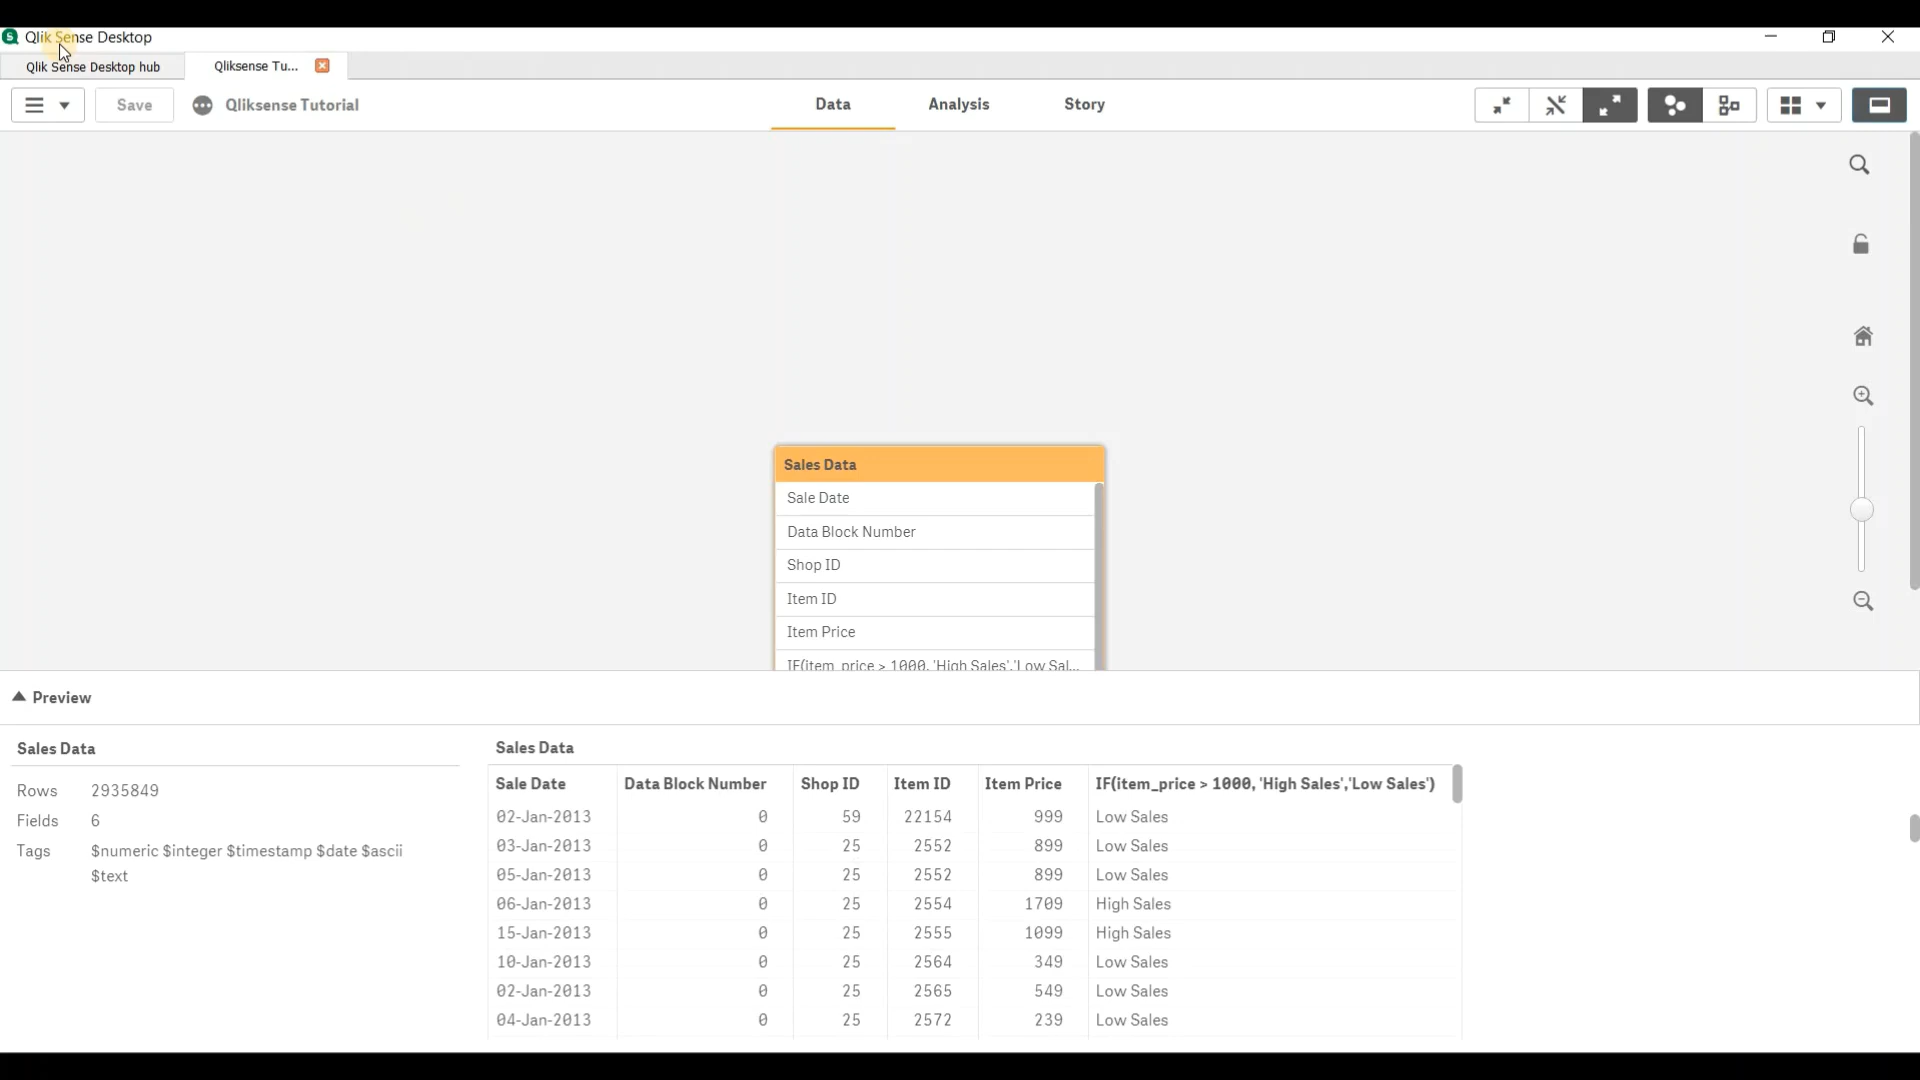 Qlik Sense Desktop
Qlik Sense Desktop hub
Qliksense Tu...
Save
Qliksense Tutorial
Data
Analysis
Story
Sales Data
Sale Date
Data Block Number
Shop ID
Item ID
Item Price
IF(item_price > 1000, 'High Sales','Low Sal...
Preview
Sales Data
Rows 2935849
Fields 6
Tags $numeric $integer $timestamp $date $ascii
$text
Sales Data
Sale Date Data Block Number Shop ID Item ID Item Price IF(item_price > 1000, 'High Sales','Low Sales')
02-Jan-2013 0 59 22154 999 Low Sales
03-Jan-2013 0 25 2552 899 Low Sales
05-Jan-2013 0 25 2552 899 Low Sales
06-Jan-2013 0 25 2554 1709 High Sales
15-Jan-2013 0 25 2555 1099 High Sales
10-Jan-2013 0 25 2564 349 Low Sales
02-Jan-2013 0 25 2565 549 Low Sales
04-Jan-2013 0 25 2572 239 Low Sales